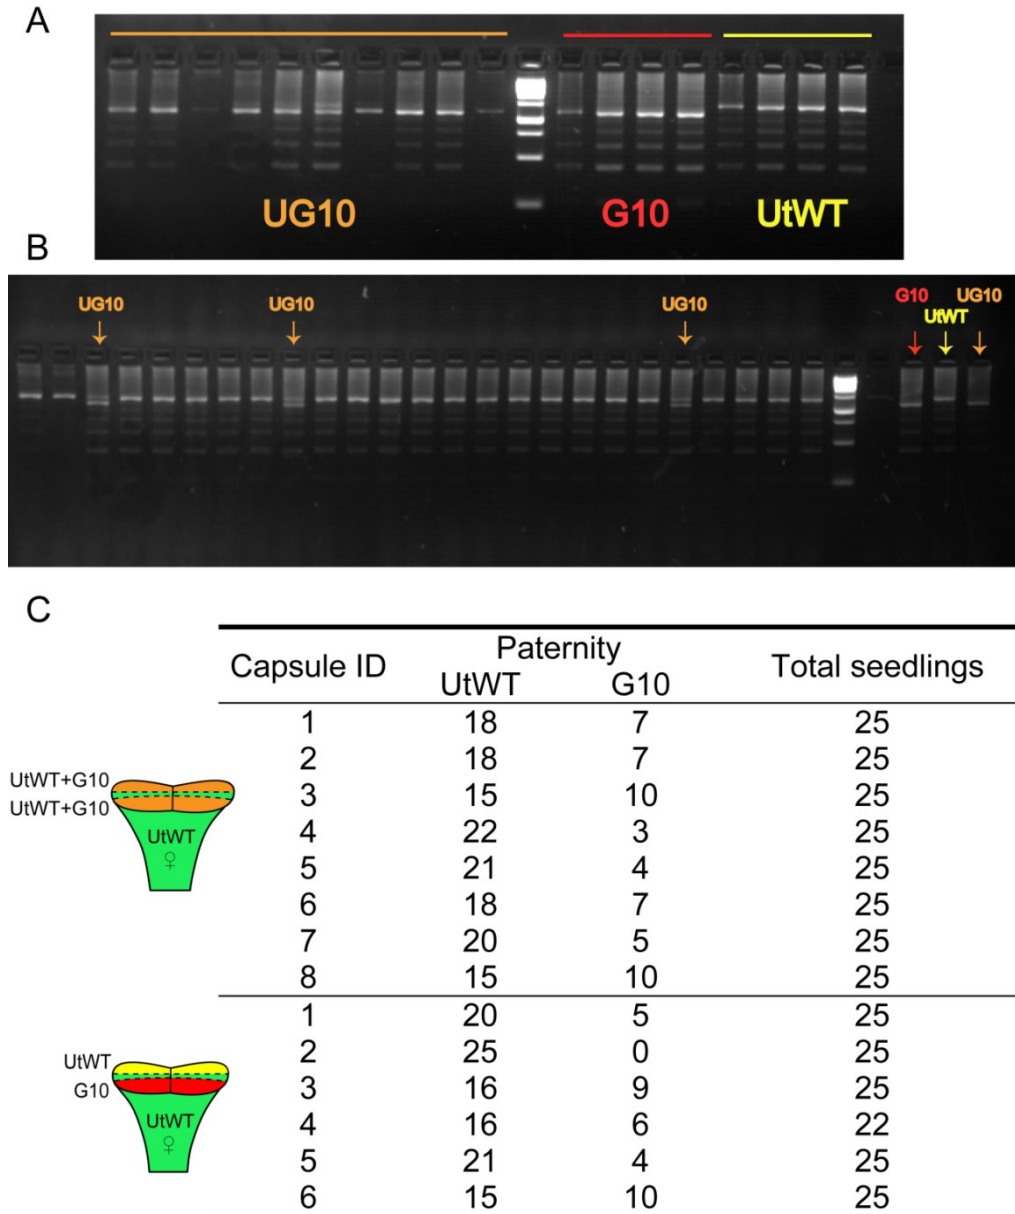 A
UG10
G10
UtWT
B
UG10
UG10
UG10
G10
UtWT
UG10
C
Capsule ID Paternity Total seedlings
UtWT G10
1 18 7 25
2 18 7 25
3 15 10 25
4 22 3 25
5 21 4 25
6 18 7 25
7 20 5 25
8 15 10 25
UtWT+G10
UtWT+G10
UtWT
♀
1 20 5 25
2 25 0 25
3 16 9 25
4 16 6 22
5 21 4 25
6 15 10 25
UtWT
G10
UtWT
♀